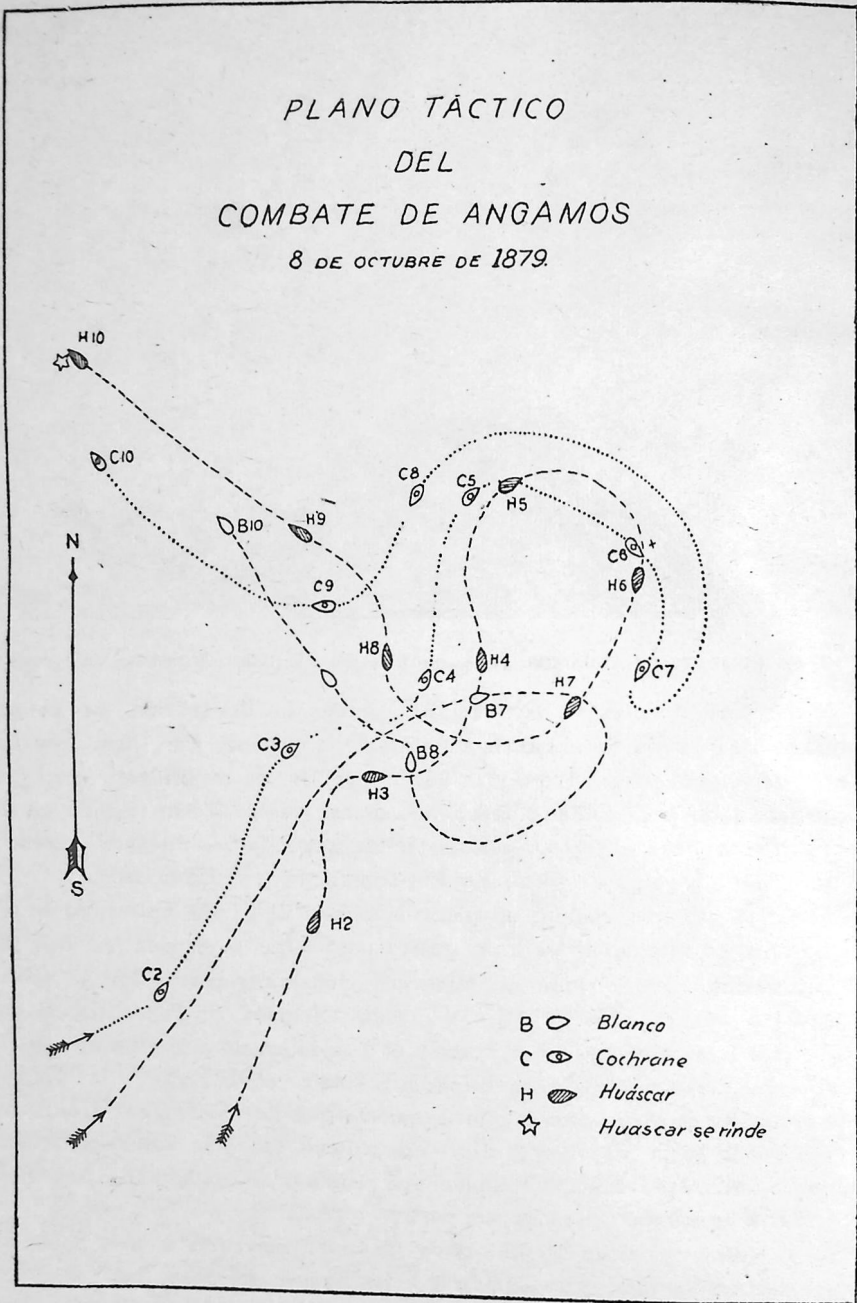 PLANO TÁCTICO
DEL
COMBATE DE ANGAMOS
8 DE OCTUBRE DE 1879.
H10
C10
C8
C5
H5
B10
H9
N
C6
H6
C9
H8
C4
H4
C7
H7
B7
C3
B8
H3
S
H2
C2
B Blanco
C Cochrane
H Huáscar
Huascar se rinde